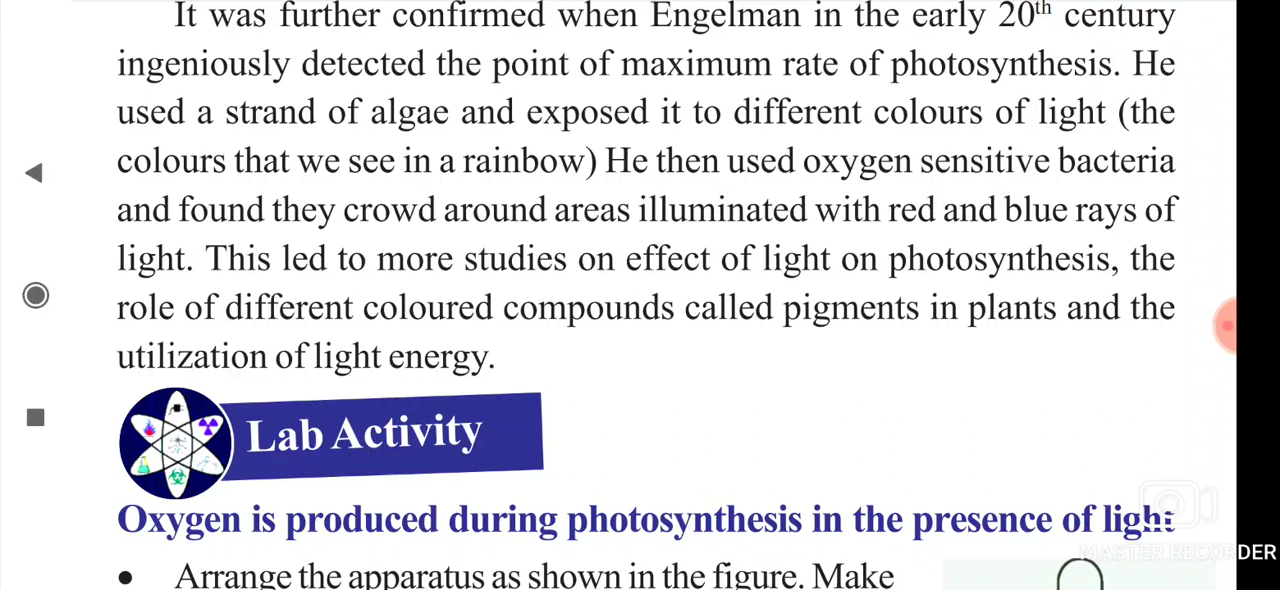 It was further confirmed when Engelman in the early 20th century
ingeniously detected the point of maximum rate of photosynthesis. He
used a strand of algae and exposed it to different colours of light (the
colours that we see in a rainbow) He then used oxygen sensitive bacteria
and found they crowd around areas illuminated with red and blue rays of
light. This led to more studies on effect of light on photosynthesis, the
role of different coloured compounds called pigments in plants and the
utilization of light energy.
Lab Activity
Oxygen is produced during photosynthesis in the presence of light
MASTER RECORDER
• Arrange the apparatus as shown in the figure. Make